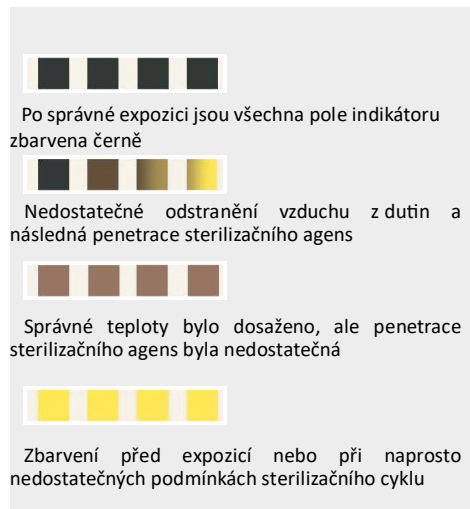 Po správné expozici jsou všechna pole indikátoru
zbarvena černě
Nedostatečné odstranění vzduchu z dutin a
následná penetrace sterilizačního agens
Správné teploty bylo dosaženo, ale penetrace
sterilizačního agens byla nedostatečná
Zbarvení před expozicí nebo při naprosto
nedostatečných podmínkách sterilizačního cyklu